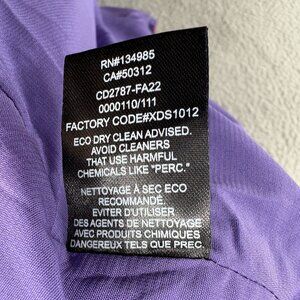 RN#134985
CA#50312
CD2787-FA22
0000110/111
FACTORY CODE#XDS1012
ECO DRY CLEAN ADVISED.
AVOID CLEANERS
THAT USE HARMFUL
CHEMICALS LIKE "PERC."
NETTOYAGE À SEC ECO
RECOMMANDÉ.
EVITER D'UTILISER
DES AGENTS DE NETTOYAGE
AVEC PRODUITS CHIMIQUES
DANGEREUX TELS QUE PREC.